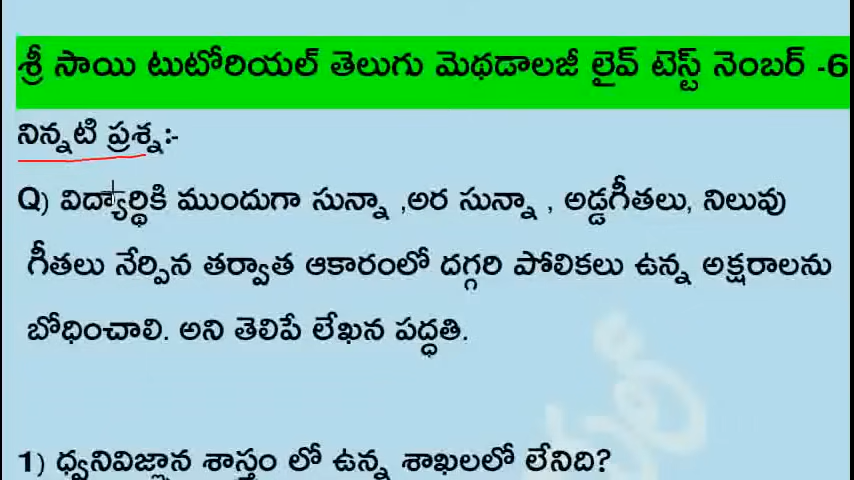 శ్రీ సాయి టుటోరియల్ తెలుగు మెథడాలజీ లైవ్ టెస్ట్ నెంబర్ -6
నిన్నటి ప్రశ్న:-
Q) విద్యార్థికి ముందుగా సున్నా ,అర సున్నా , అడ్డగీతలు, నిలువు
గీతలు నేర్పిన తర్వాత ఆకారంలో దగ్గరి పోలికలు ఉన్న అక్షరాలను
బోధించాలి. అని తెలిపే లేఖన పద్ధతి.
1) ధ్వనివిజ్ఞాన శాస్త్రం లో ఉన్న శాఖలలో లేనిది?